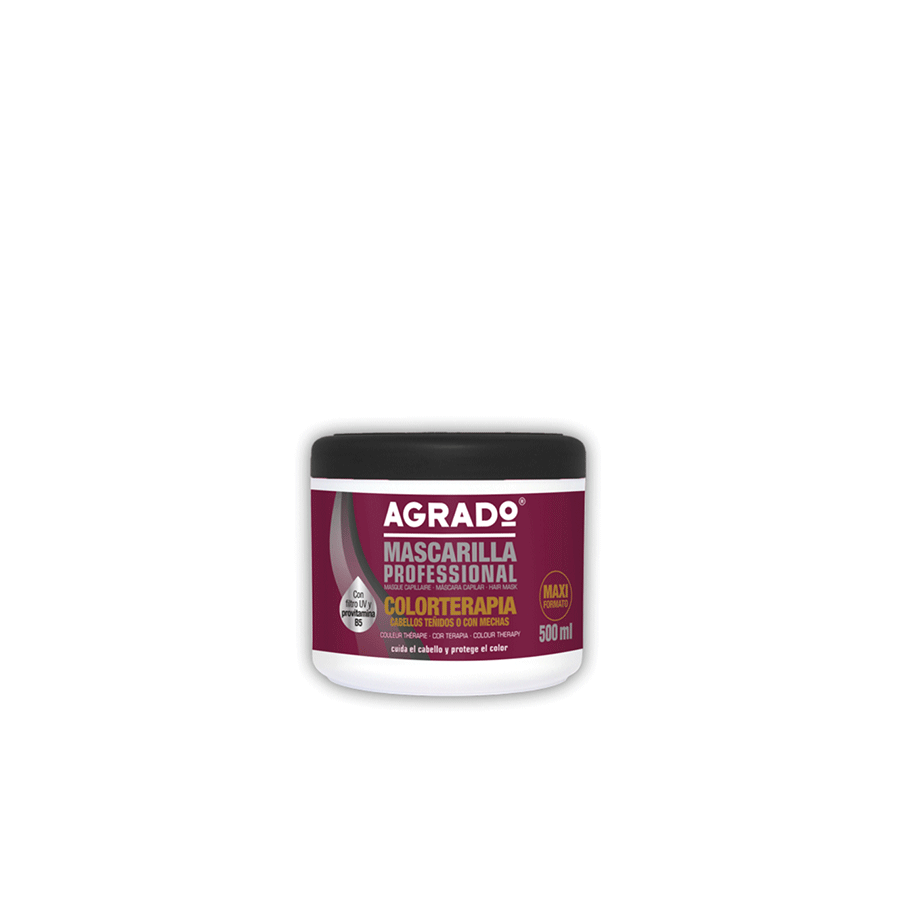 AGRADO®
MASCARILLA
PROFESSIONAL
MASQUE CAPILLAIRE · MÁSCARA CAPILAR · HAIR MASK
COLORTERAPIA
CABELLOS TEÑIDOS O CON MECHAS
COULEUR THÉRAPIE · COR TERAPIA · COLOUR THERAPY
cuida el cabello y protege el color
Con
filtro UV y
provitamina
B5
MAXI
FORMATO
500 ml